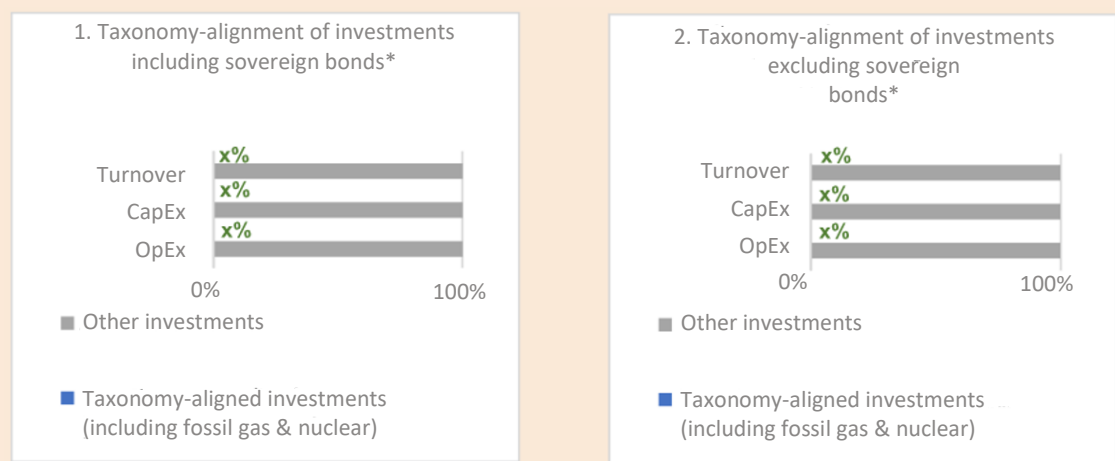 1. Taxonomy-alignment of investments
including sovereign bonds*
x%
Turnover
x%
CapEx
x%
OpEx
0%
100%
Other investments
Taxonomy-aligned investments
(including fossil gas & nuclear)
2. Taxonomy-alignment of investments
excluding sovereign
bonds*
x%
Turnover
x%
CapEx
x%
OpEx
0%
100%
Other investments
Taxonomy-aligned investments
(including fossil gas & nuclear)